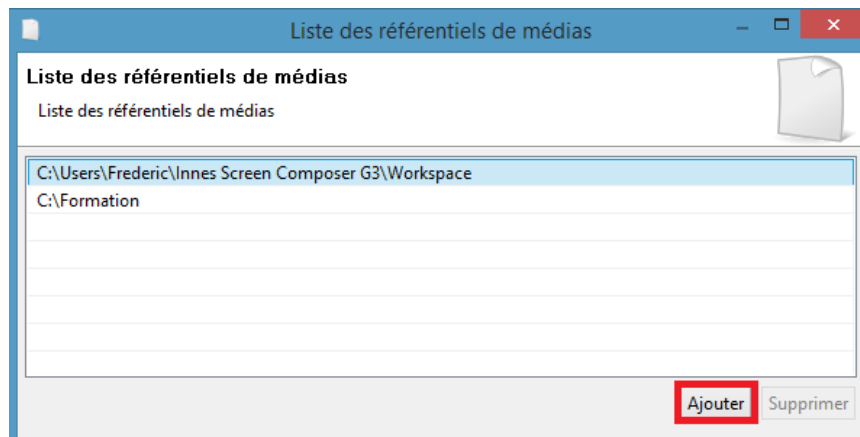 Liste des référentiels de médias
Liste des référentiels de médias
Liste des référentiels de médias
C:\Users\Frederic\Innes Screen Composer G3\Workspace
C:\Formation
Ajouter Supprimer